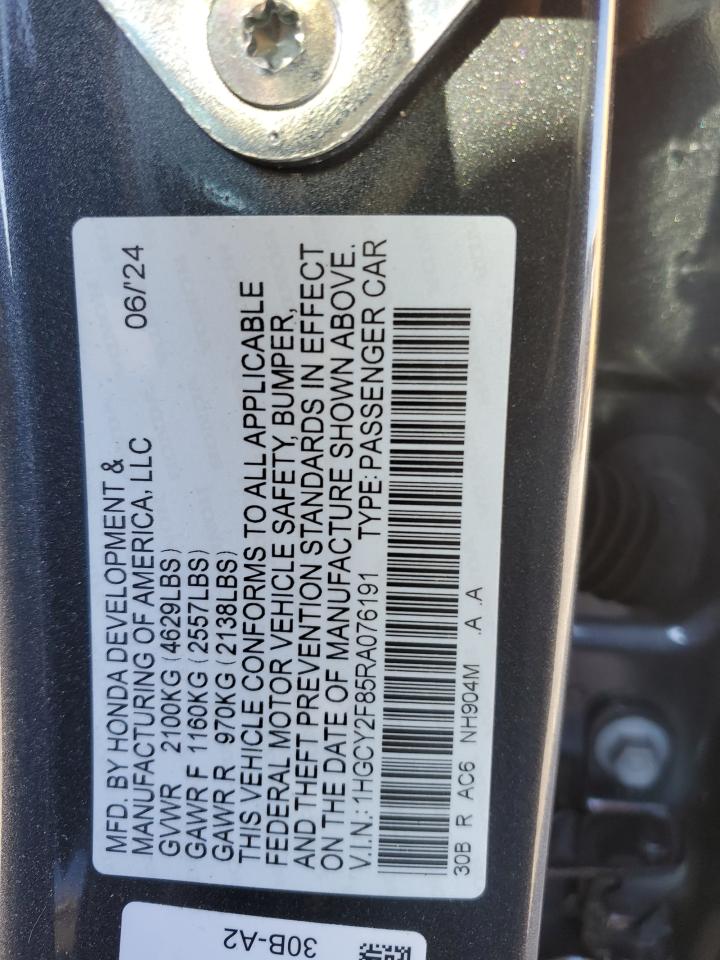 MFD. BY HONDA DEVELOPMENT & 06/'24
MANUFACTURING OF AMERICA, LLC
GVWR 2100KG (4629LBS)
GAWR F 1160KG (2557LBS)
GAWR R 970KG (2138LBS)
THIS VEHICLE CONFORMS TO ALL APPLICABLE
FEDERAL MOTOR VEHICLE SAFETY, BUMPER,
AND THEFT PREVENTION STANDARDS IN EFFECT
ON THE DATE OF MANUFACTURE SHOWN ABOVE.
V.I.N.: 1HGCY2F85RA076191 TYPE: PASSENGER CAR
30B R AC6 NH904M .A .A
30B-A2